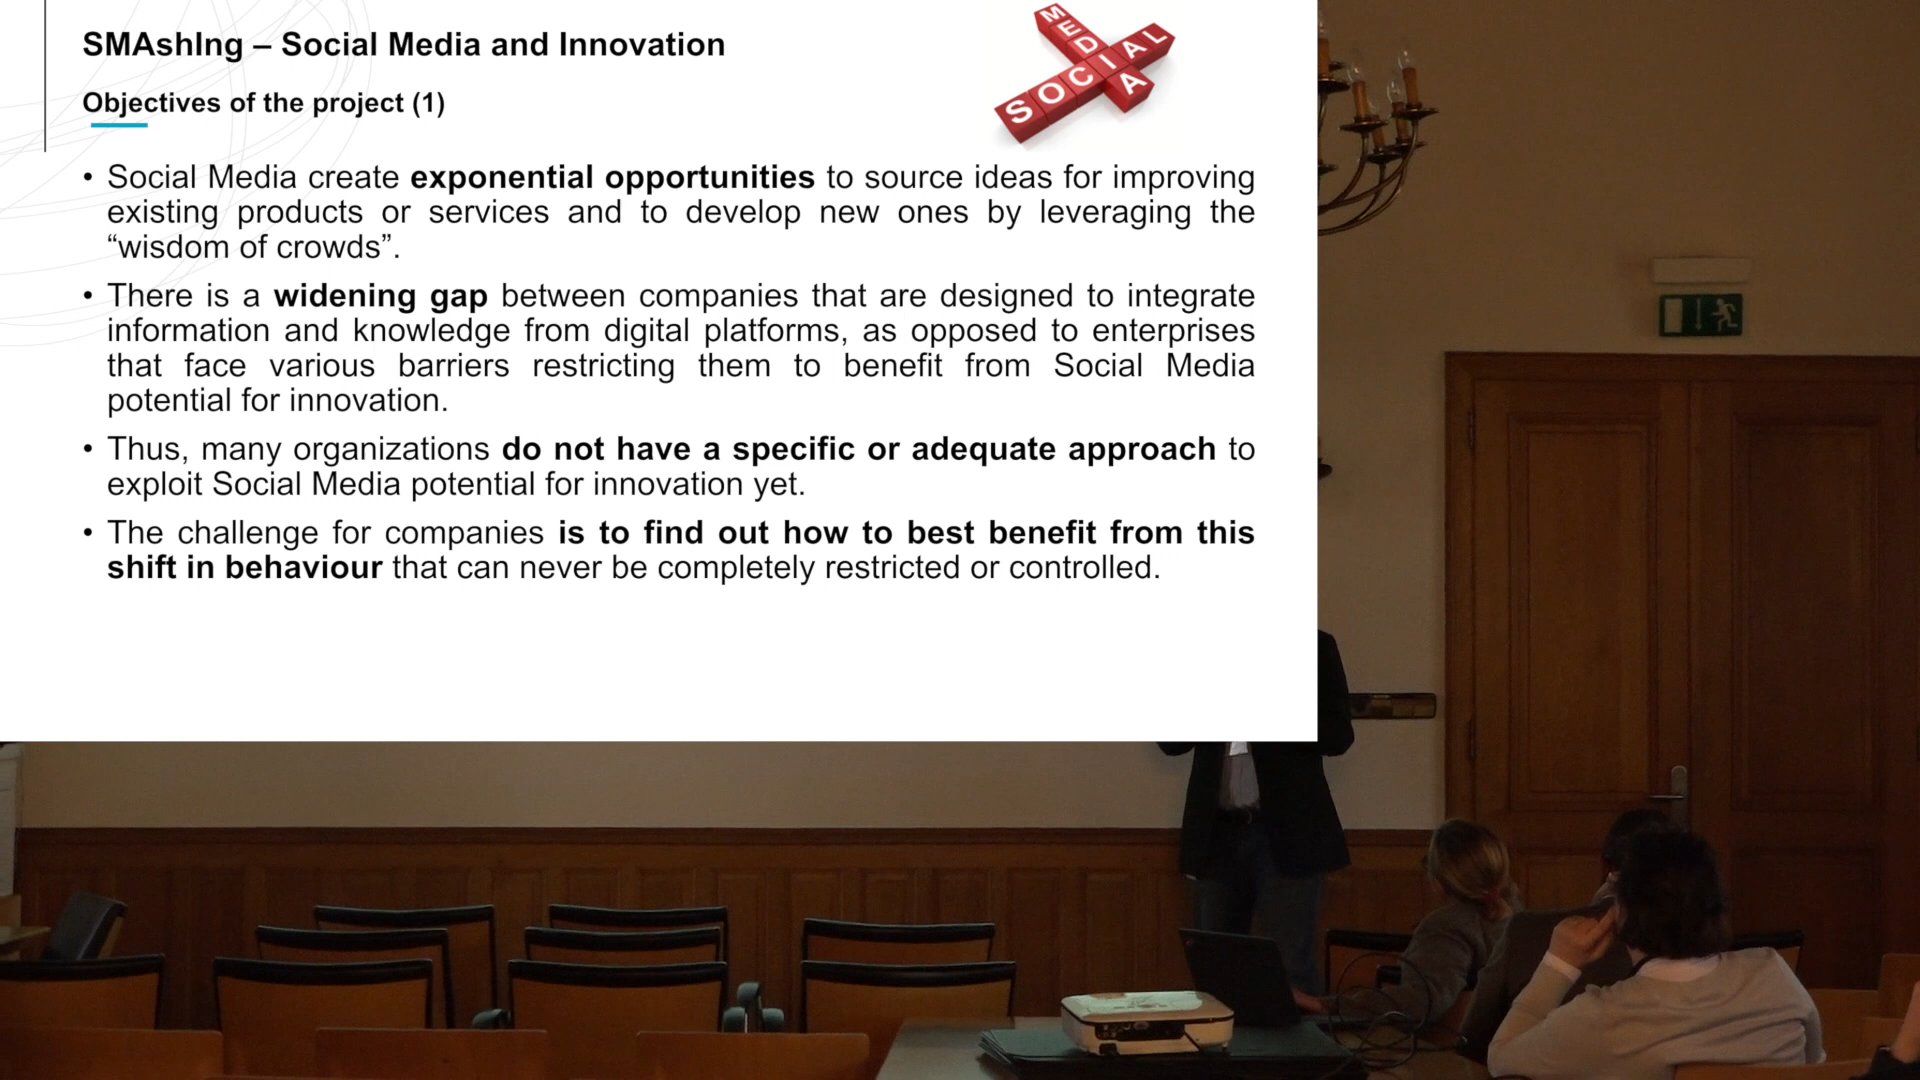 SMAshIng – Social Media and Innovation
Objectives of the project (1)
MEDIA
SOCIAL
• Social Media create exponential opportunities to source ideas for improving
existing products or services and to develop new ones by leveraging the
“wisdom of crowds”.
• There is a widening gap between companies that are designed to integrate
information and knowledge from digital platforms, as opposed to enterprises
that face various barriers restricting them to benefit from Social Media
potential for innovation.
• Thus, many organizations do not have a specific or adequate approach to
exploit Social Media potential for innovation yet.
• The challenge for companies is to find out how to best benefit from this
shift in behaviour that can never be completely restricted or controlled.